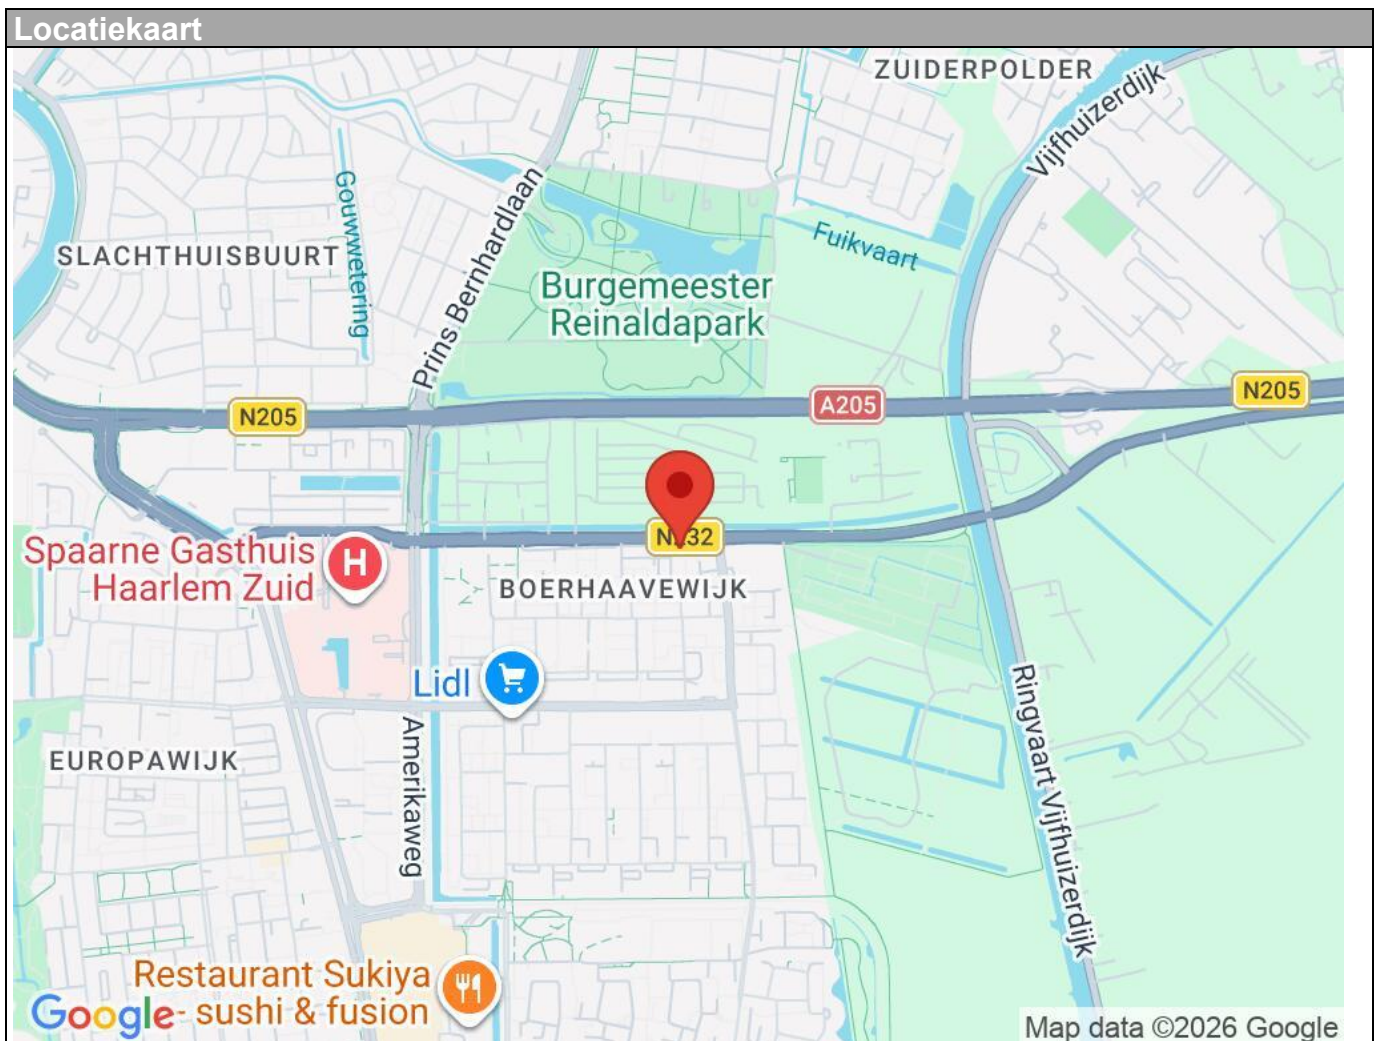 Locatiekaart
ZUIDERPOLDER
Vijfhuizerdijk
Gouwwetering
Prins Bernhardlaan
Fuikvaart
SLACHTHUISBUURT
Burgemeester
Reinaldapark
N205
A205
N205
N232
Spaarne Gasthuis
Haarlem Zuid
H
BOERHAAVEWIJK
Lidl
Ringvaart Vijfhuizerdijk
Amerikaweg
EUROPAWIJK
Restaurant Sukiya
- sushi & fusion
Google
Map data ©2026 Google